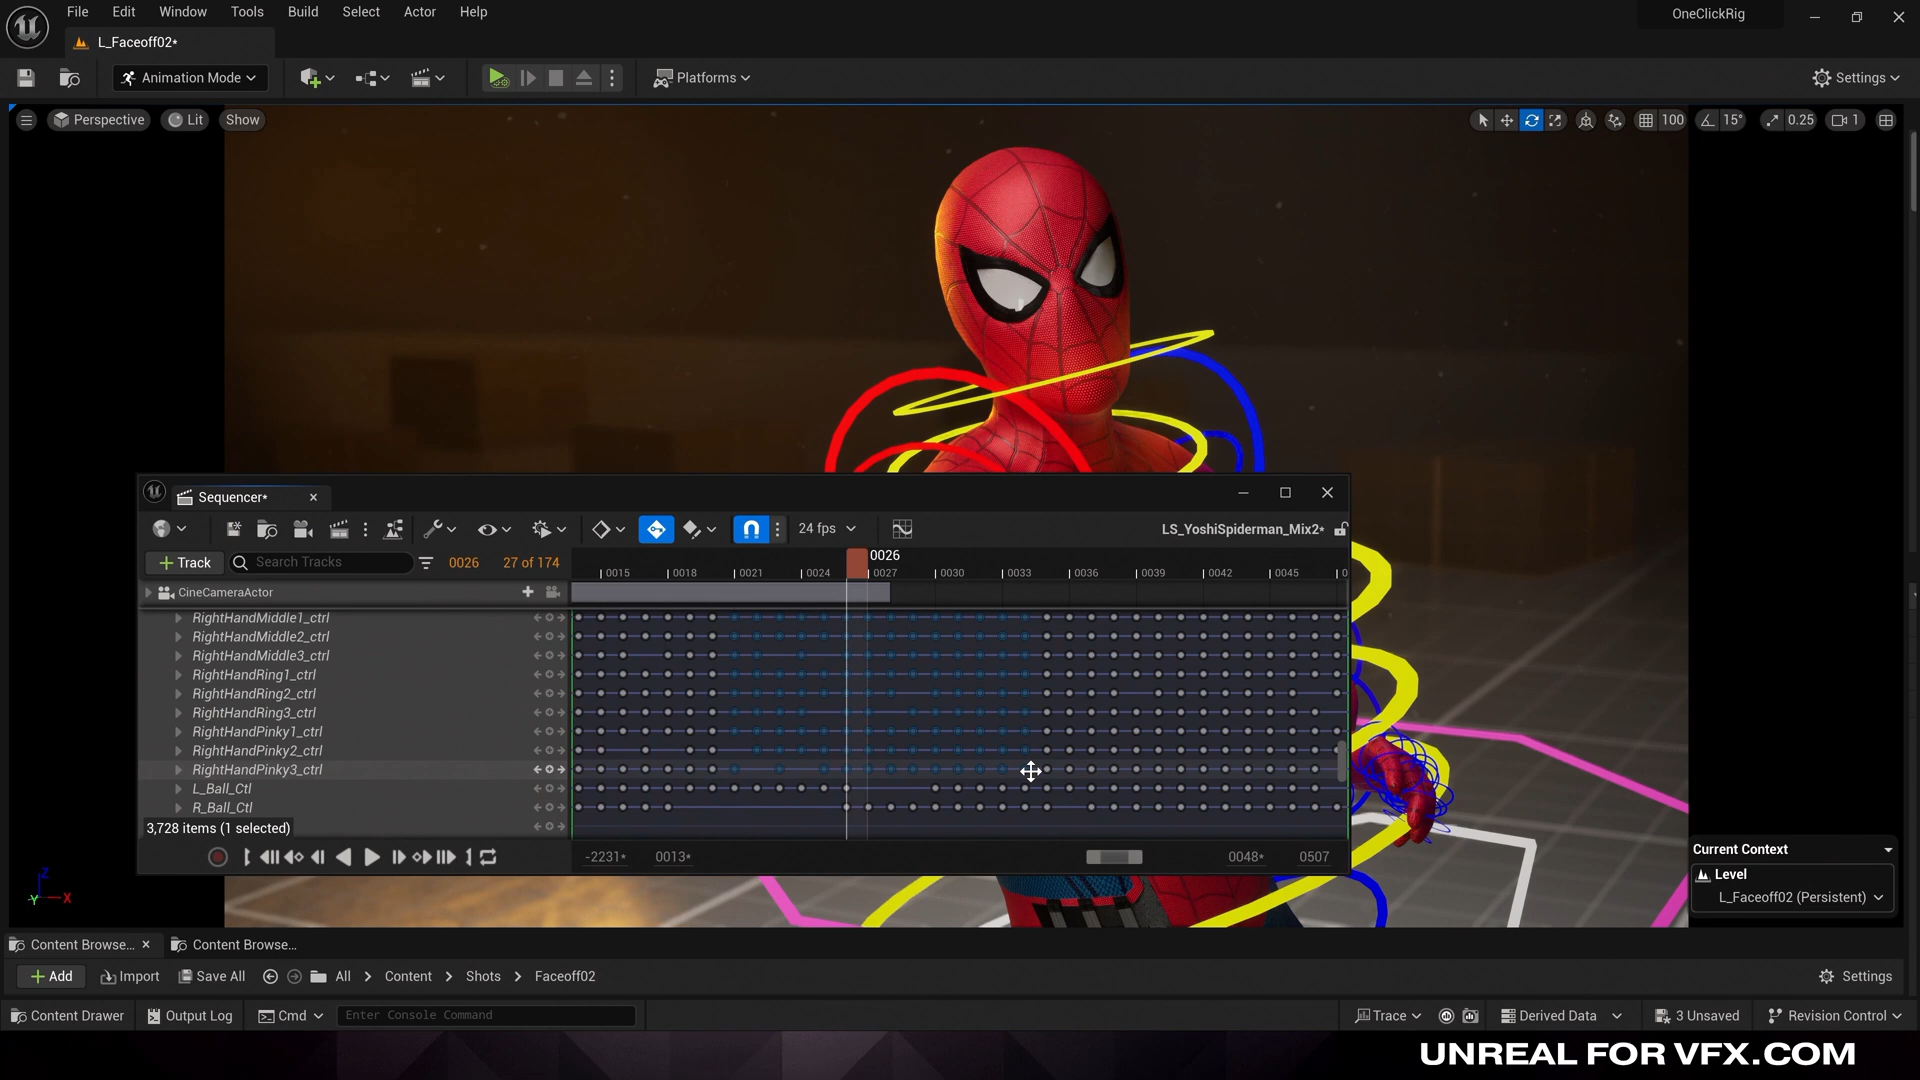 File Edit Window Tools Build Select Actor Help
OneClickRig
L_Faceoff02*
Animation Mode
Platforms
Settings
Perspective
Lit
Show
100
15°
0.25
1
Sequencer*
24 fps
LS_YoshiSpiderman_Mix2*
Track
Search Tracks
0026
27 of 174
0026
0015 0018 0021 0024 0027 0030 0033 0036 0039 0042 0045 0
CineCameraActor
RightHandMiddle1_ctrl
RightHandMiddle2_ctrl
RightHandMiddle3_ctrl
RightHandRing1_ctrl
RightHandRing2_ctrl
RightHandRing3_ctrl
RightHandPinky1_ctrl
RightHandPinky2_ctrl
RightHandPinky3_ctrl
L_Ball_Ctl
R_Ball_Ctl
3,728 items (1 selected)
-2231* 0013* 0048* 0507
Z
Y X
Current Context
Level
L_Faceoff02 (Persistent)
Content Browse... Content Browse...
Add Import Save All All Content Shots Faceoff02 Settings
Content Drawer Output Log Cmd Enter Console Command Trace Derived Data 3 Unsaved Revision Control
UNREAL FOR VFX.COM